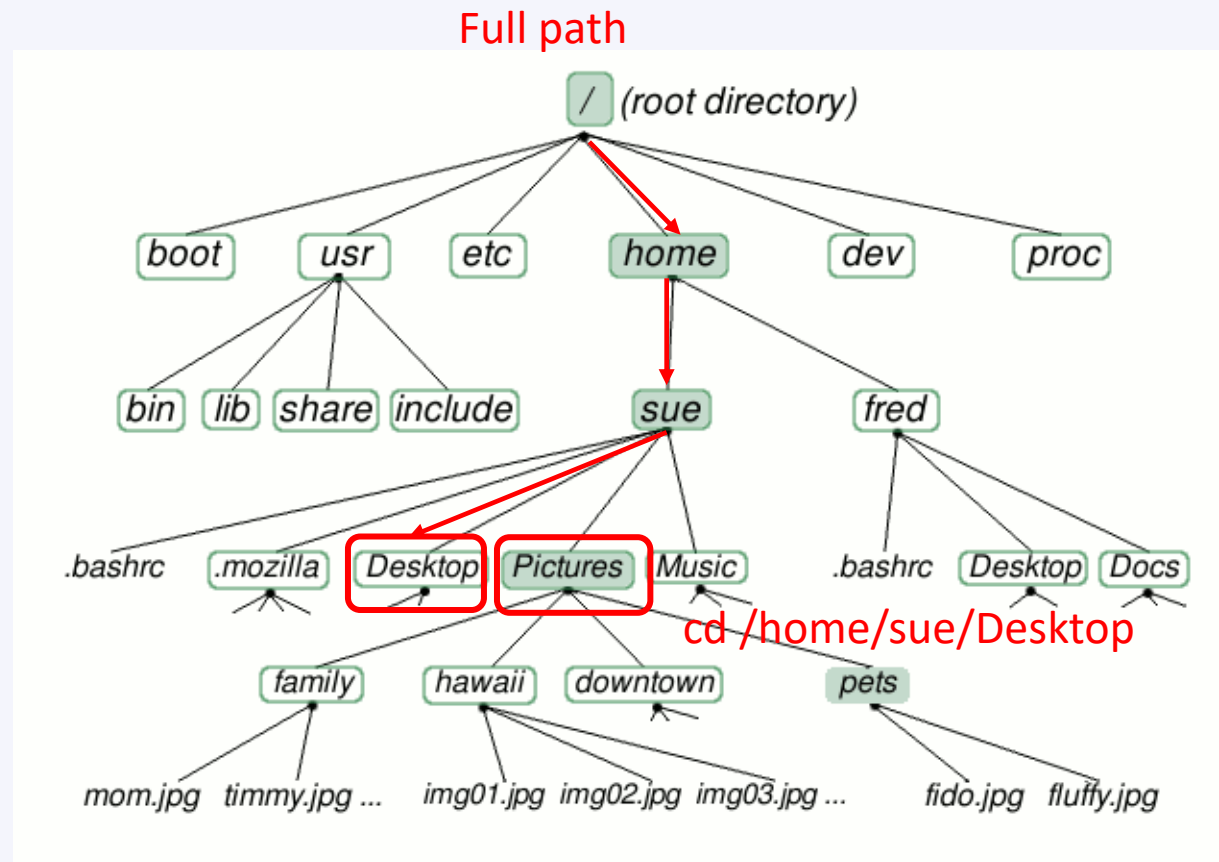 Full path
/ (root directory)
boot usr etc home dev proc
bin lib share include sue fred
.bashrc .mozilla Desktop Pictures Music .bashrc Desktop Docs
cd /home/sue/Desktop
family hawaii downtown pets
mom.jpg timmy.jpg ... img01.jpg img02.jpg img03.jpg ... fido.jpg fluffy.jpg